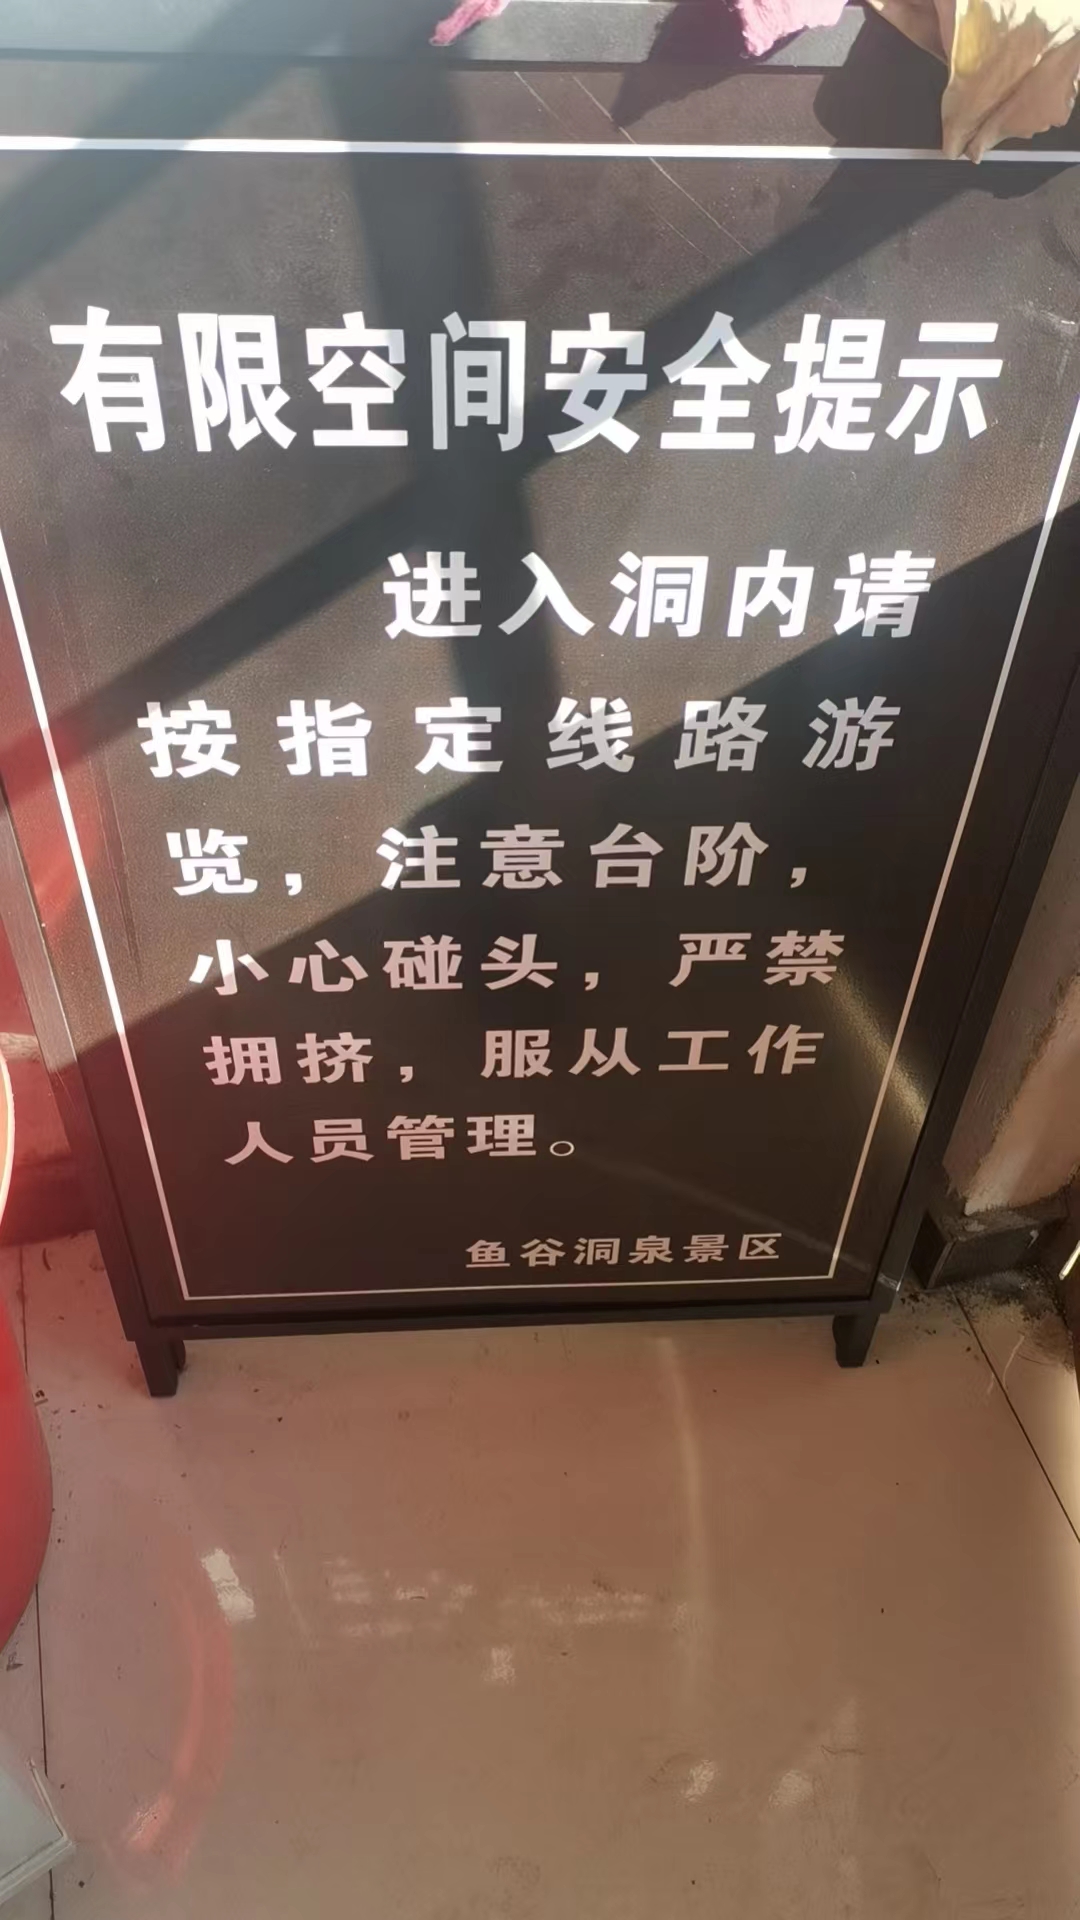 有限空间安全提示
进入洞内请
按指定线路游
览，注意台阶，
小心碰头，严禁
拥挤，服从工作
人员管理。
鱼谷洞泉景区